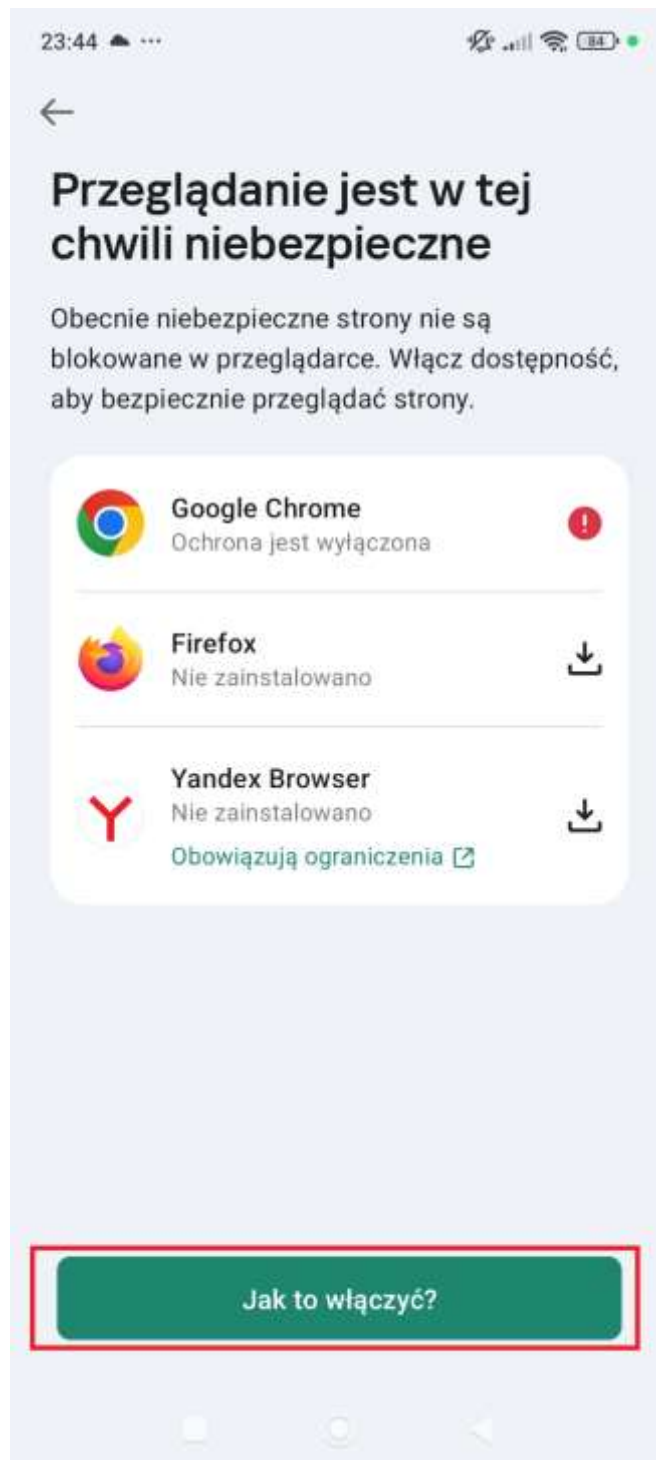 23:44
84
Przeglądanie jest w tej
chwili niebezpieczne
Obecnie niebezpieczne strony nie są
blokowane w przeglądarce. Włącz dostępność,
aby bezpiecznie przeglądać strony.
Google Chrome
Ochrona jest wyłączona
Firefox
Nie zainstalowano
Yandex Browser
Nie zainstalowano
Obowiązują ograniczenia
Jak to włączyć?